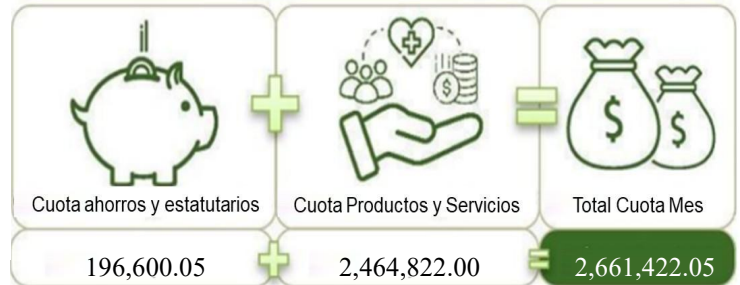 Cuota ahorros y estatutarios
Cuota Productos y Servicios
Total Cuota Mes
196,600.05
2,464,822.00
2,661,422.05